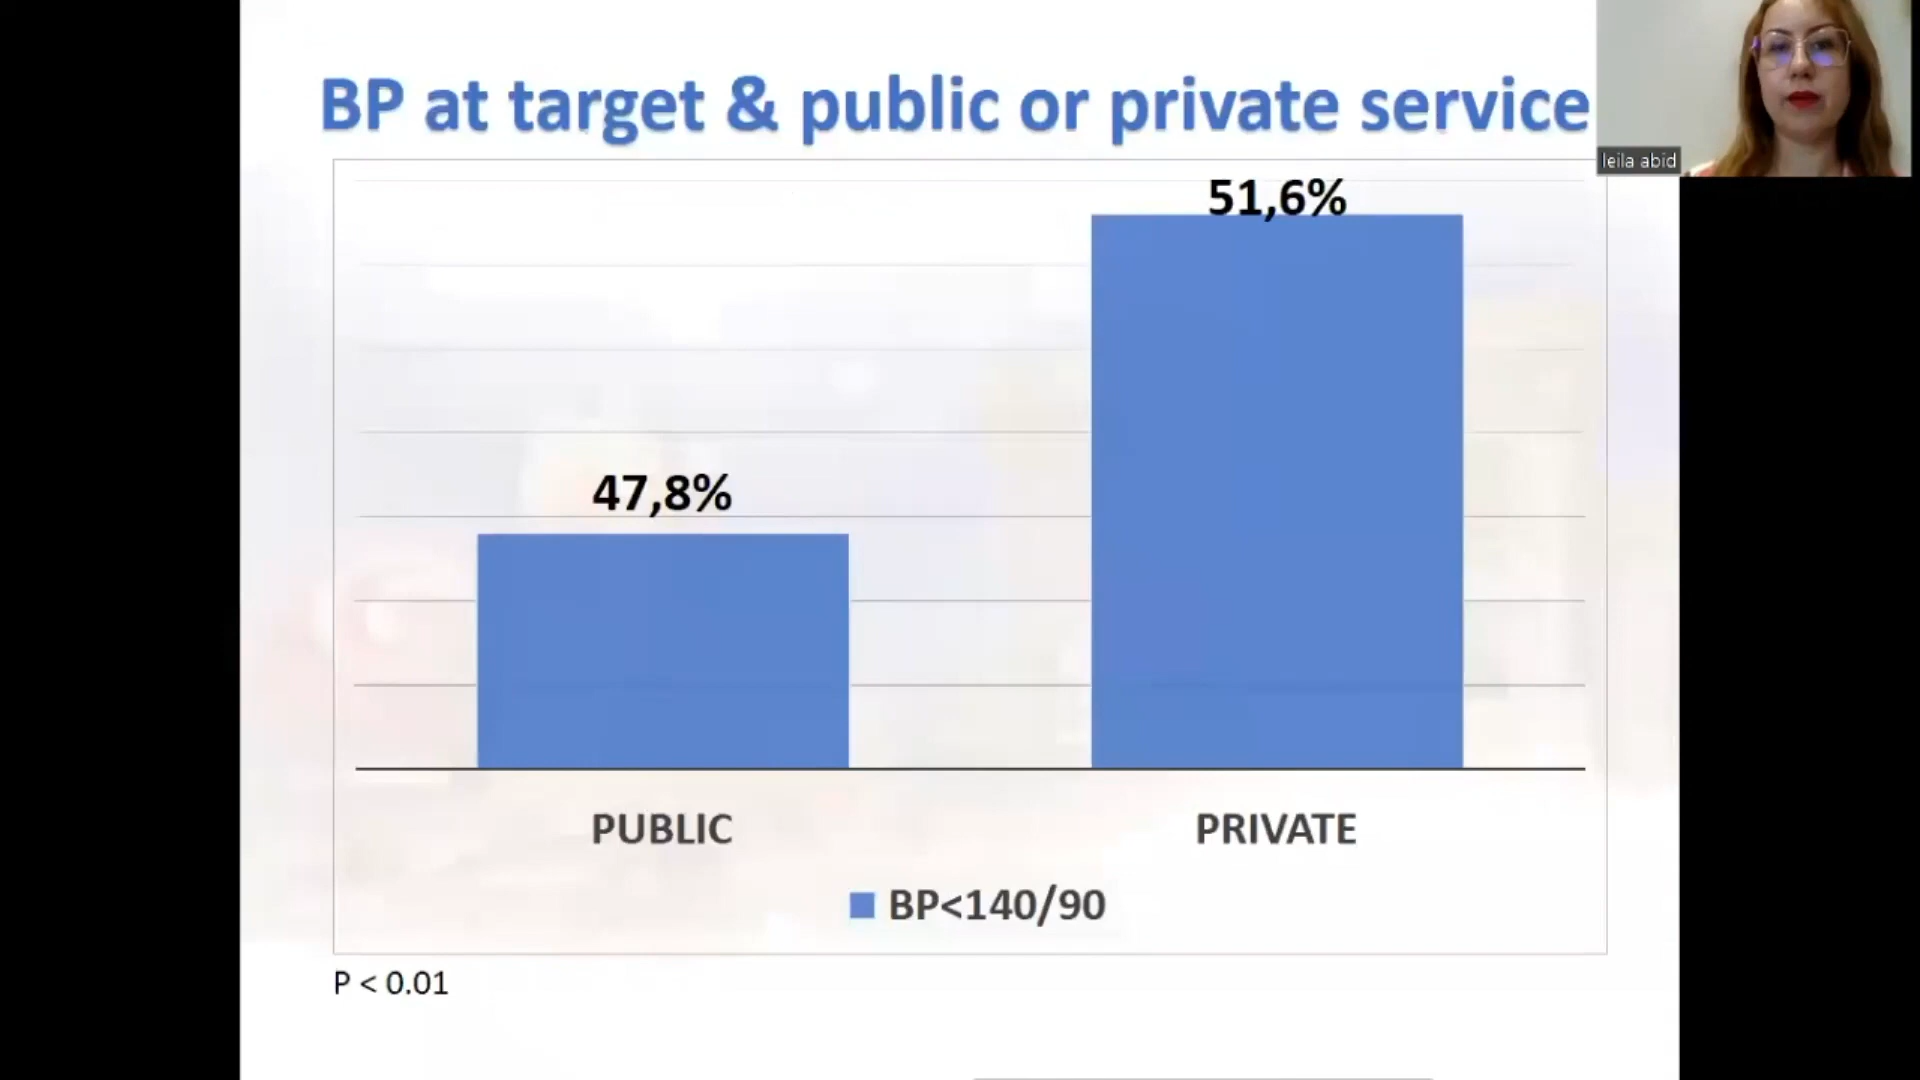 BP at target & public or private service
leila abid
51,6%
47,8%
PUBLIC
PRIVATE
BP<140/90
P < 0.01